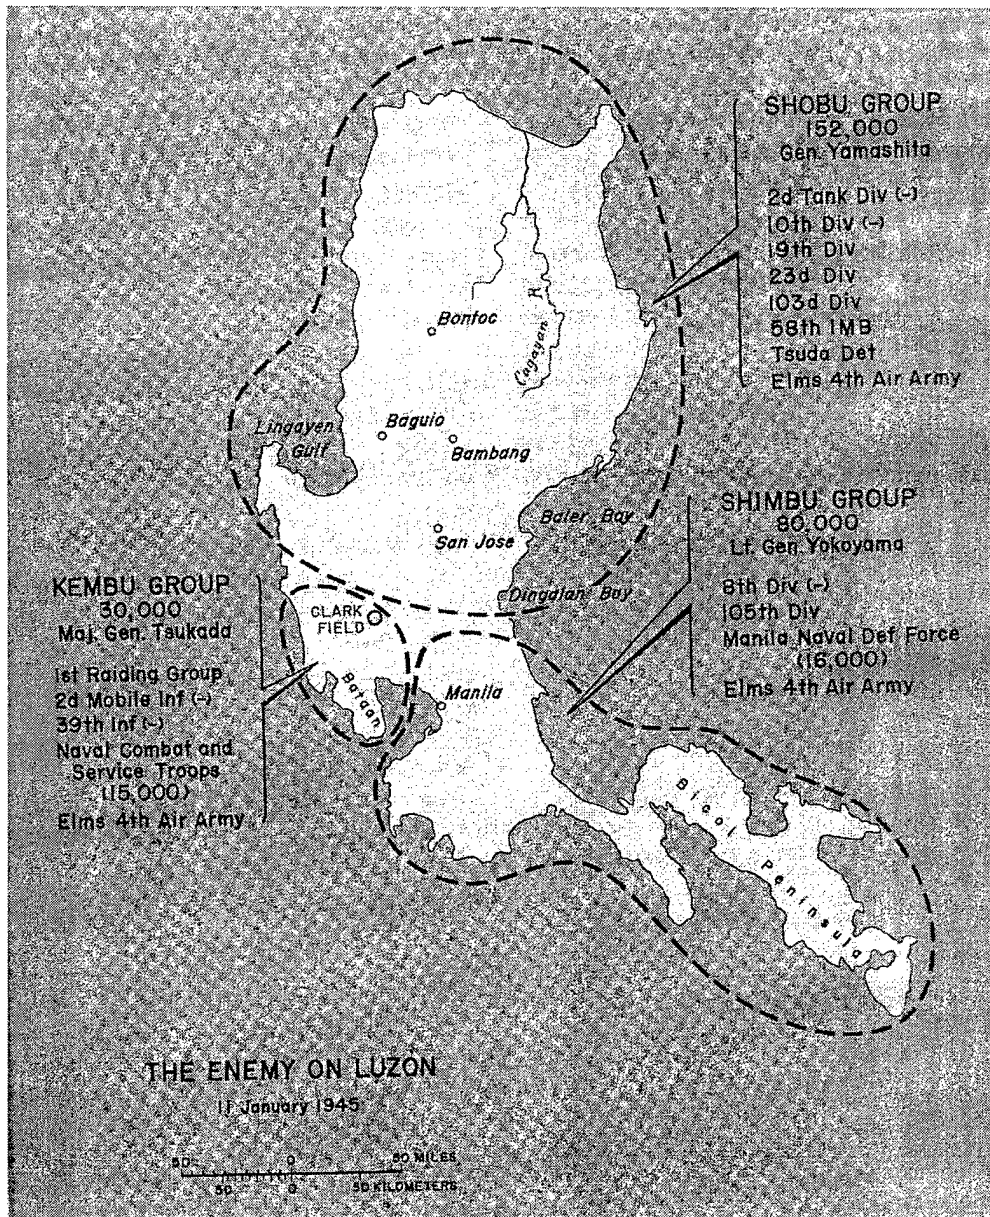 SHOBU GROUP
152,000
Gen. Yamashita
2d Tank Div (-)
10th Div (-)
19th Div
23d Div
103d Div
58th IMB
Tsuda Det
Elms 4th Air Army
Bontoc
Cagayan R
Lingayen
Gulf
Baguio
Bambang
San Jose
Baler Bay
Dingalan Bay
SHIMBU GROUP
80,000
Lt. Gen. Yokoyama
8th Div (-)
105th Div
Manila Naval Def Force
(16,000)
Elms 4th Air Army
KEMBU GROUP
30,000
Maj. Gen. Tsukada
1st Raiding Group
2d Mobile Inf (-)
39th Inf (-)
Naval Combat and
Service Troops
(15,000)
Elms 4th Air Army
CLARK
FIELD
Bataan
Manila
Bicol Peninsula
THE ENEMY ON LUZON
11 January 1945
50 0 50 MILES
50 0 50 KILOMETERS